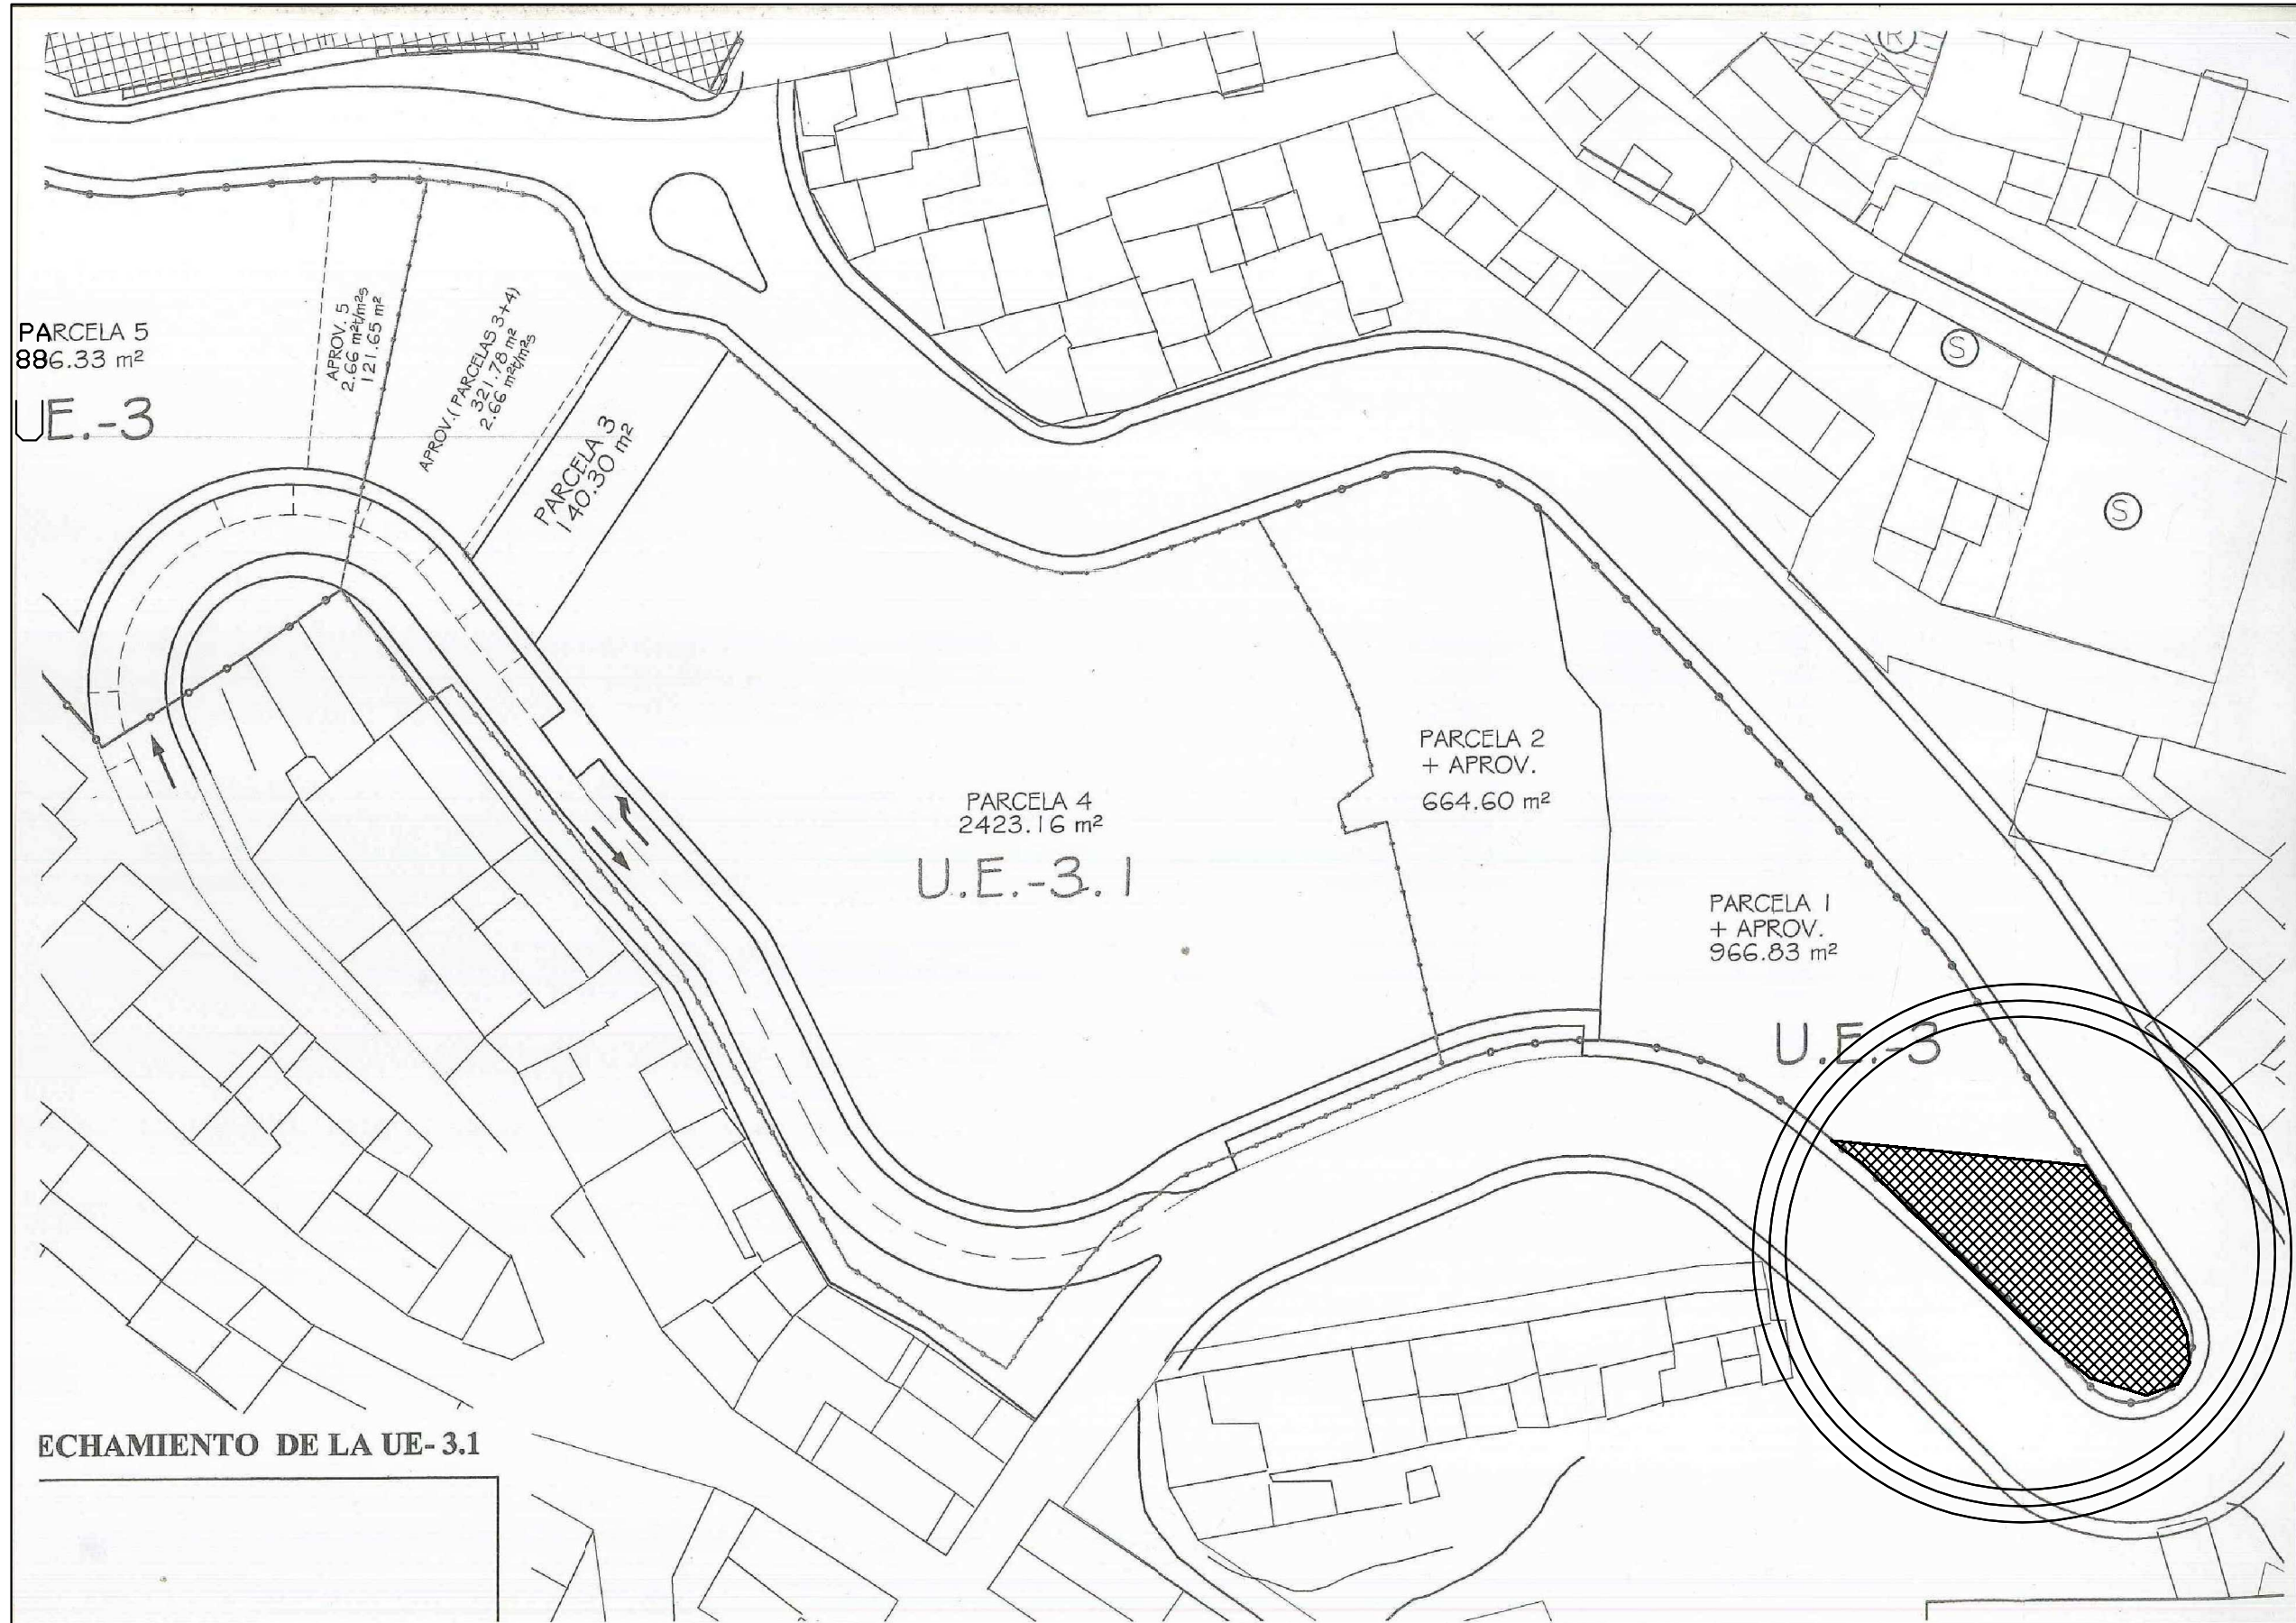 R
PARCELA 5
886.33 m²
UE.-3
APROV. 5
2.66 m²t/m²s
121.65 m²
APROV.( PARCELAS 3+4)
321.78 m²
2.66 m²t/m²s
PARCELA 3
140.30 m²
S
S
PARCELA 2
+ APROV.
664.60 m²
PARCELA 4
2423.16 m²
U.E.-3.1
PARCELA 1
+ APROV.
966.83 m²
U.E.-3
ECHAMIENTO DE LA UE- 3.1